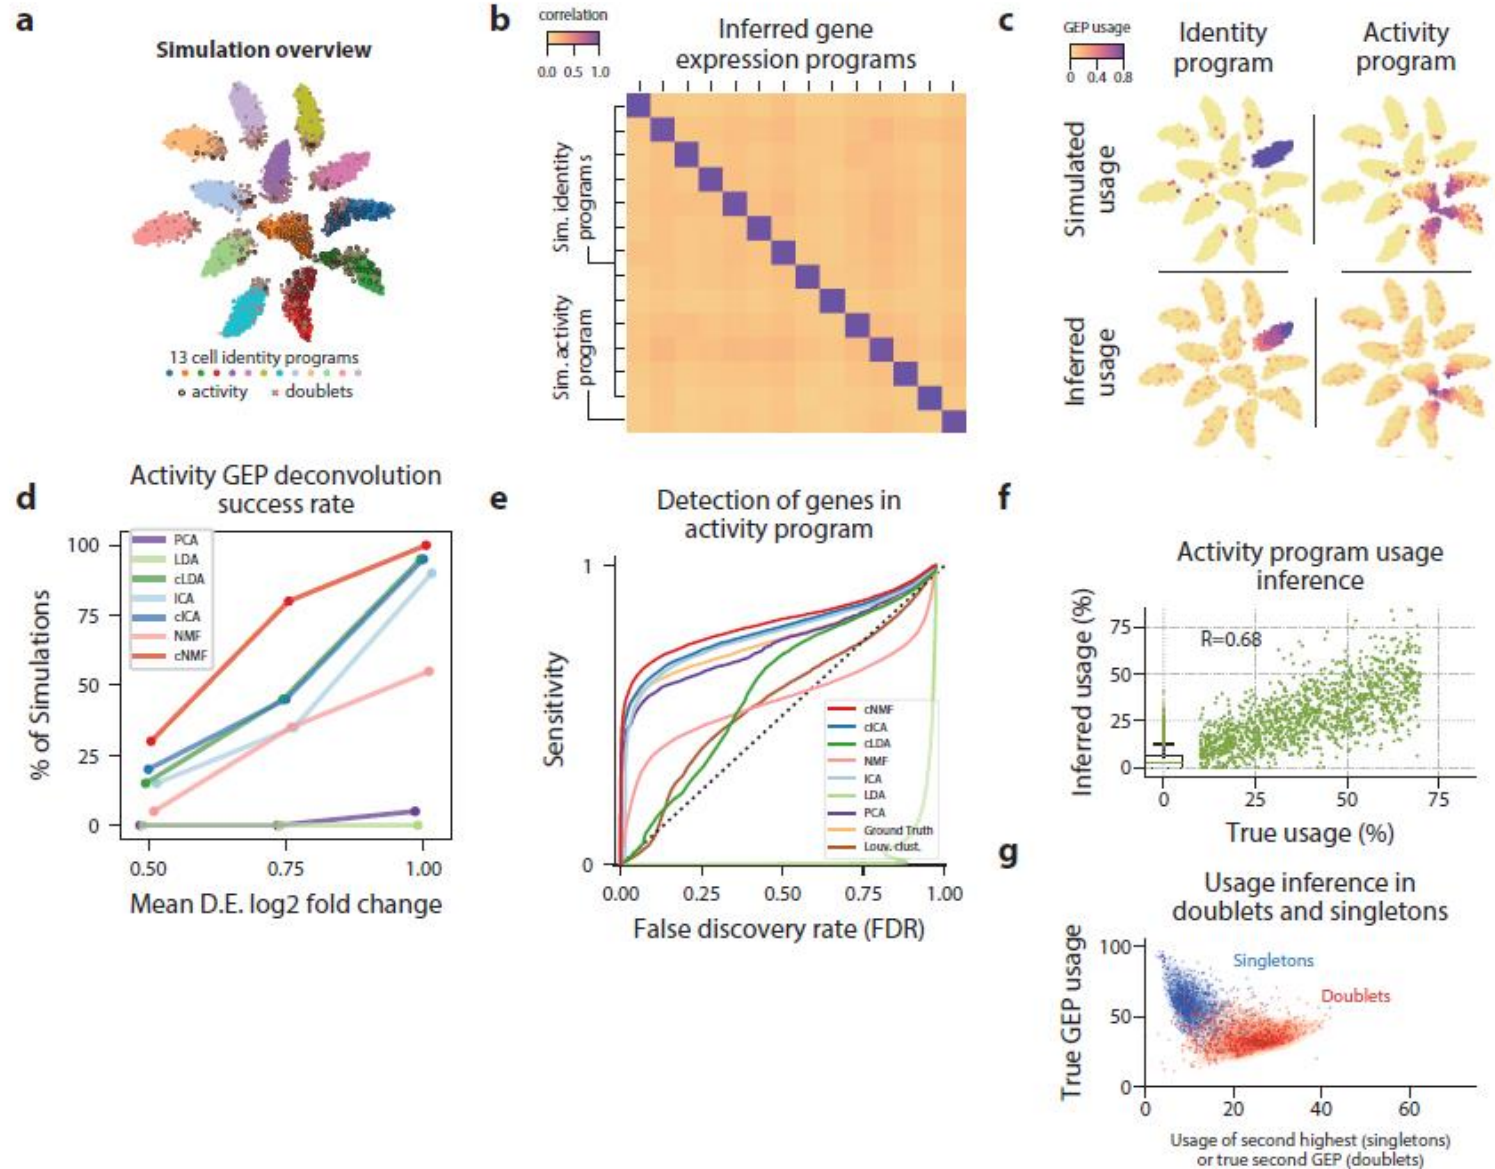 a
Simulation overview
13 cell identity programs
activity
doublets
b
correlation
0.0 0.5 1.0
Inferred gene
expression programs
Sim. identity
programs
Sim. activity
program
c
GEP usage
0 0.4 0.8
Identity
program
Activity
program
Simulated
usage
Inferred
usage
d
Activity GEP deconvolution
success rate
% of Simulations
100
75
50
25
0
PCA
LDA
cLDA
ICA
cICA
NMF
cNMF
0.50 0.75 1.00
Mean D.E. log2 fold change
e
Detection of genes in
activity program
Sensitivity
1
0
cNMF
cICA
cLDA
NMF
ICA
LDA
PCA
Ground Truth
Louv. clust.
0.00 0.25 0.50 0.75 1.00
False discovery rate (FDR)
f
Activity program usage
inference
Inferred usage (%)
75
50
25
0
R=0.68
0 25 50 75
True usage (%)
g
Usage inference in
doublets and singletons
True GEP usage
100
50
0
Singletons
Doublets
0 20 40 60
Usage of second highest (singletons)
or true second GEP (doublets)